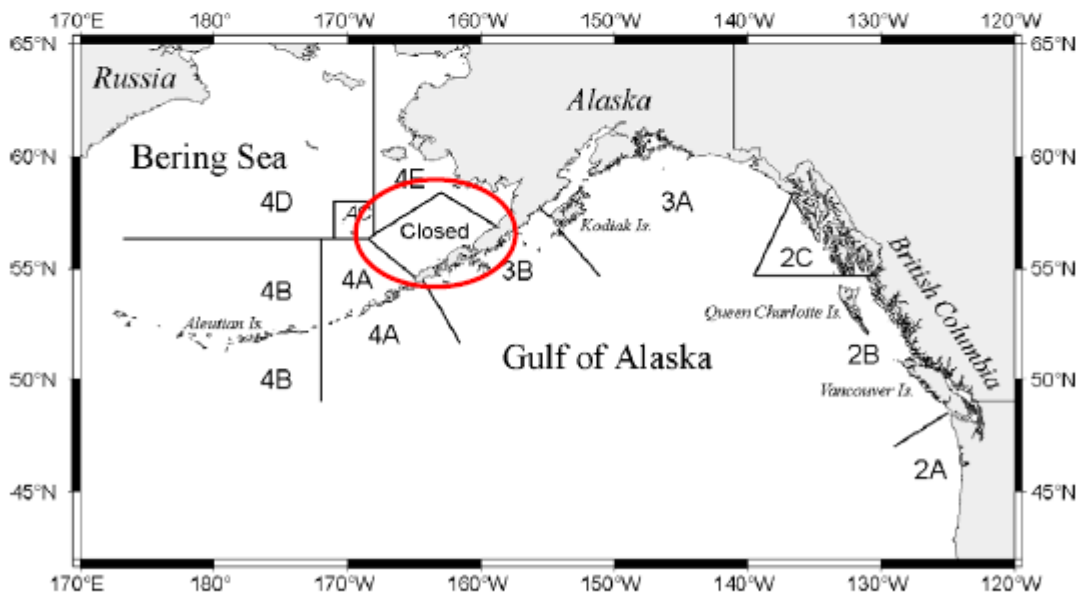 170°E 180° 170°W 160°W 150°W 140°W 130°W 120°W
65°N 65°N
Russia
Alaska
Bering Sea
60°N 60°N
4E
4D
4C
3A
Closed
Kodiak Is.
British Columbia
2C
3B
55°N 55°N
4A
4B
Queen Charlotte Is.
Aleutian Is.
4A
2B
Gulf of Alaska
4B
Vancouver Is.
50°N 50°N
2A
45°N 45°N
170°E 180° 170°W 160°W 150°W 140°W 130°W 120°W